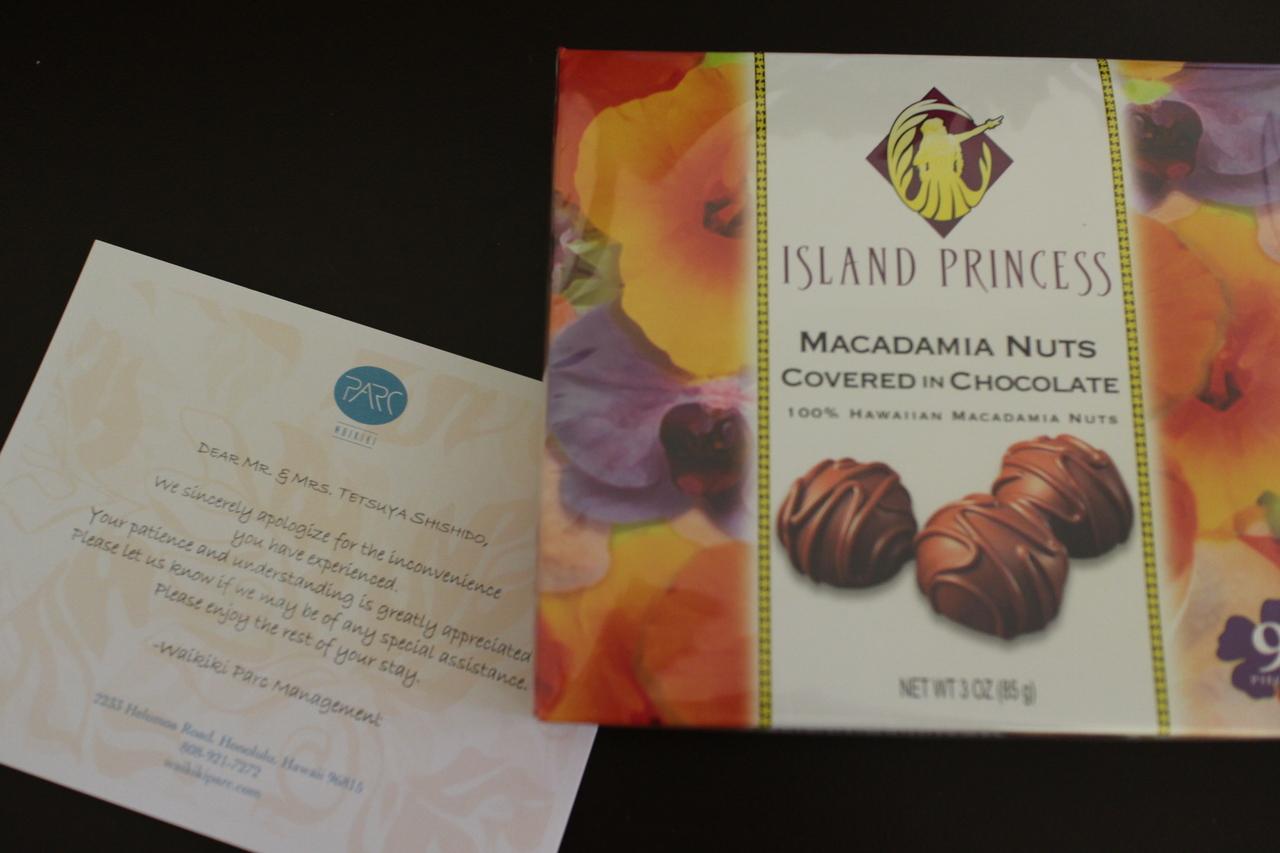 PARC
WAIKIKI
DEAR MR. & MRS. TETSUYA SHISHIDO,
We sincerely apologize for the inconvenience
you have experienced.
Your patience and understanding is greatly appreciated
Please let us know if we may be of any special assistance.
Please enjoy the rest of your stay.
-Waikiki Parc Management
2233 Helumoa Road, Honolulu, Hawaii 96815
808-921-7272
waikikiparc.com
ISLAND PRINCESS
MACADAMIA NUTS
COVERED IN CHOCOLATE
100% HAWAIIAN MACADAMIA NUTS
NET WT 3 OZ (85 g)
9